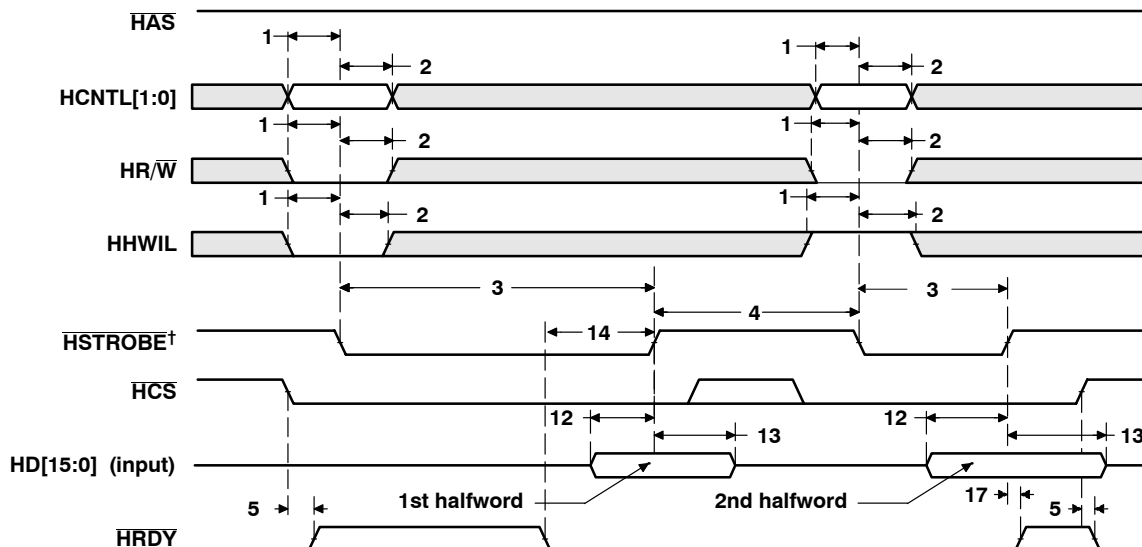 HAS
1
1
2
2
HCNTL[1:0]
1
1
2
2
HR/W
1
1
2
2
HHWIL
3
3
4
14
HSTROBE†
HCS
12
12
13
13
HD[15:0] (input)
1st halfword
2nd halfword
17
5
5
HRDY